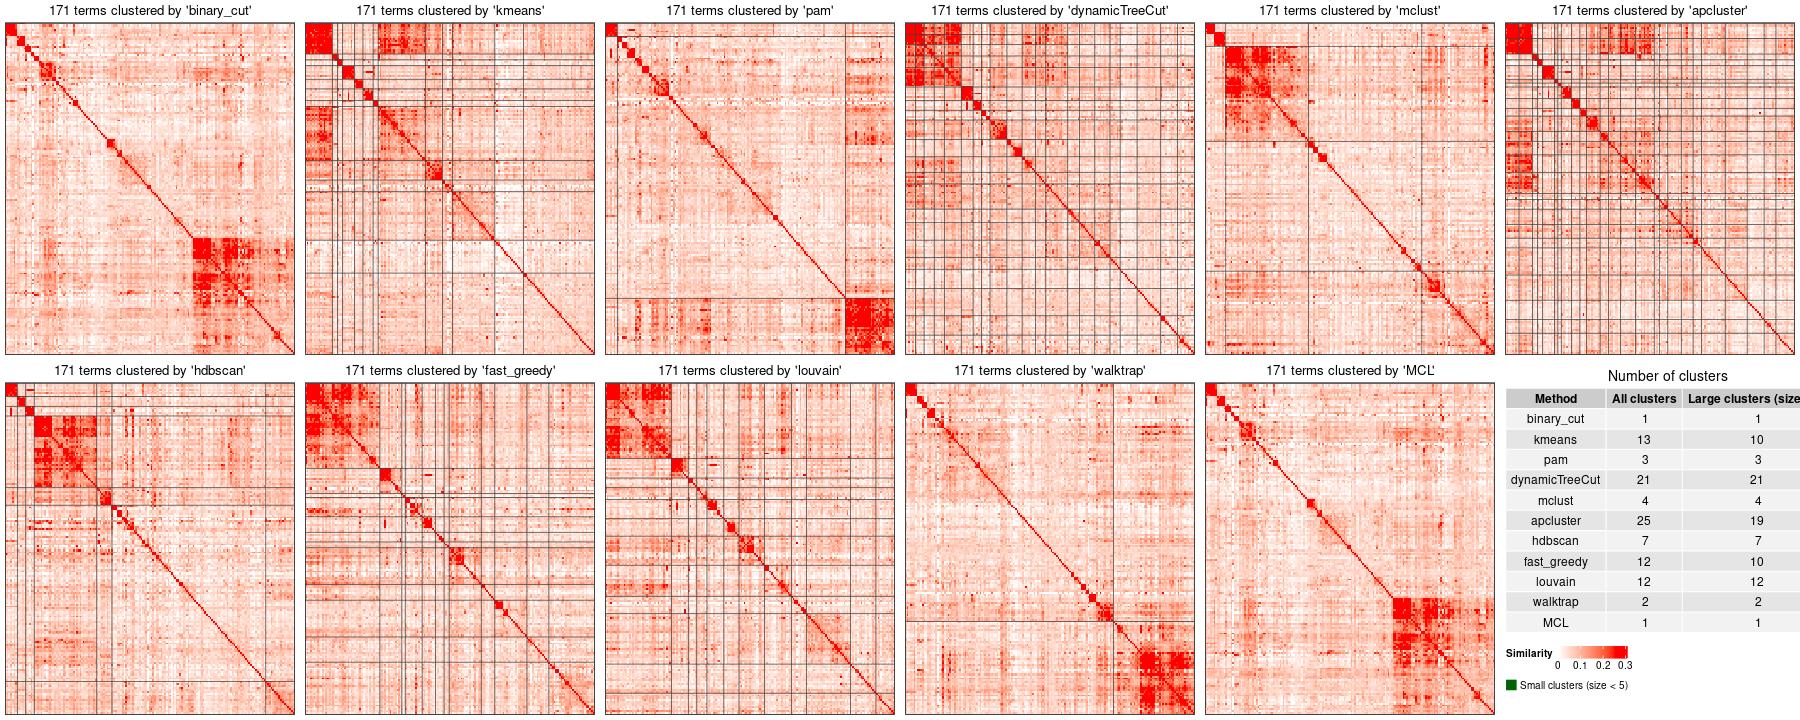 171 terms clustered by 'binary_cut'
171 terms clustered by 'kmeans'
171 terms clustered by 'pam'
171 terms clustered by 'dynamicTreeCut'
171 terms clustered by 'mclust'
171 terms clustered by 'apcluster'
171 terms clustered by 'hdbscan'
171 terms clustered by 'fast_greedy'
171 terms clustered by 'louvain'
171 terms clustered by 'walktrap'
171 terms clustered by 'MCL'
Number of clusters
Method All clusters Large clusters (size
binary_cut 1 1
kmeans 13 10
pam 3 3
dynamicTreeCut 21 21
mclust 4 4
apcluster 25 19
hdbscan 7 7
fast_greedy 12 10
louvain 12 12
walktrap 2 2
MCL 1 1
Similarity
0 0.1 0.2 0.3
Small clusters (size < 5)